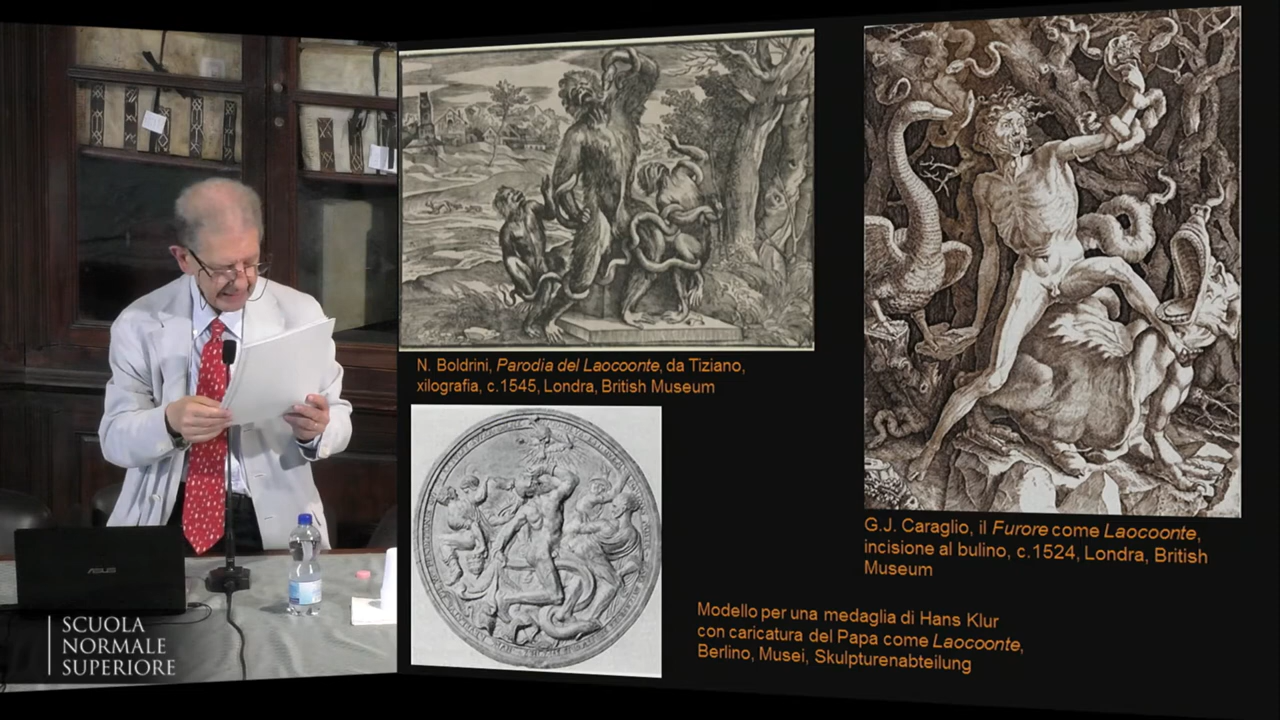 N. Boldrini, Parodia del Laocoonte, da Tiziano,
xilografia, c.1545, Londra, British Museum
G.J. Caraglio, il Furore come Laocoonte,
incisione al bulino, c.1524, Londra, British
Museum
Modello per una medaglia di Hans Klur
con caricatura del Papa come Laocoonte,
Berlino, Musei, Skulpturenabteilung
ASUS
SCUOLA
NORMALE
SUPERIORE